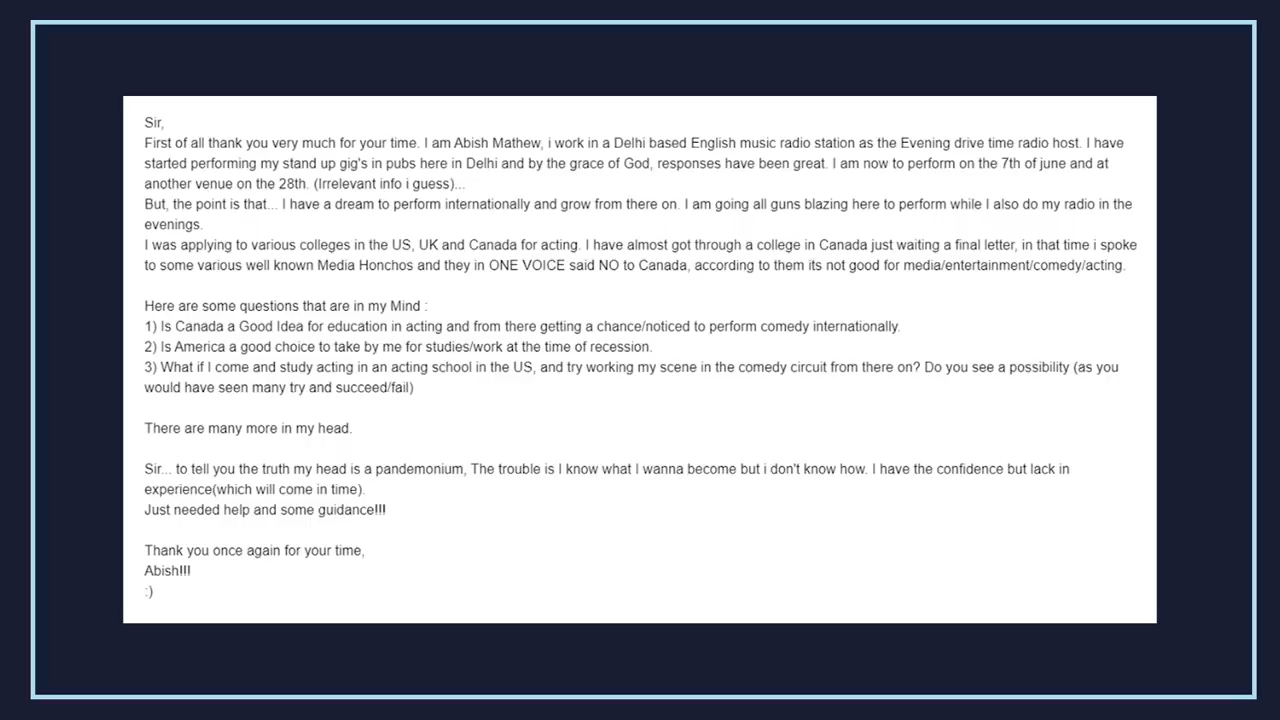 Sir,
First of all thank you very much for your time. I am Abish Mathew, i work in a Delhi based English music radio station as the Evening drive time radio host. I have
started performing my stand up gig's in pubs here in Delhi and by the grace of God, responses have been great. I am now to perform on the 7th of june and at
another venue on the 28th. (Irrelevant info i guess)...
But, the point is that... I have a dream to perform internationally and grow from there on. I am going all guns blazing here to perform while I also do my radio in the
evenings.
I was applying to various colleges in the US, UK and Canada for acting. I have almost got through a college in Canada just waiting a final letter, in that time i spoke
to some various well known Media Honchos and they in ONE VOICE said NO to Canada, according to them its not good for media/entertainment/comedy/acting.
Here are some questions that are in my Mind :
1) Is Canada a Good Idea for education in acting and from there getting a chance/noticed to perform comedy internationally.
2) Is America a good choice to take by me for studies/work at the time of recession.
3) What if I come and study acting in an acting school in the US, and try working my scene in the comedy circuit from there on? Do you see a possibility (as you
would have seen many try and succeed/fail)
There are many more in my head.
Sir... to tell you the truth my head is a pandemonium, The trouble is I know what I wanna become but i don't know how. I have the confidence but lack in
experience(which will come in time).
Just needed help and some guidance!!!
Thank you once again for your time,
Abish!!!
:)